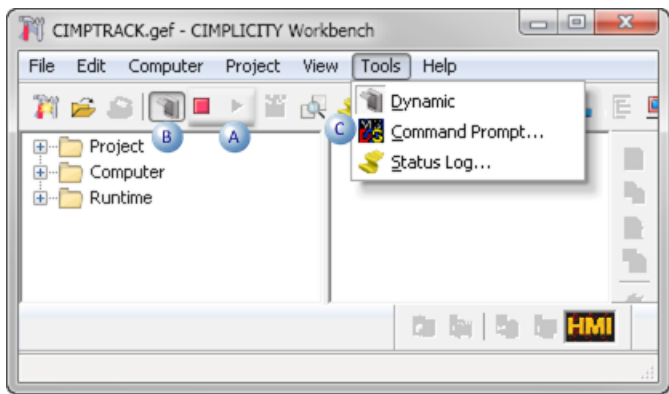 CIMPTRACK.gef - CIMPLICITY Workbench
File Edit Computer Project View Tools Help
Dynamic
Command Prompt...
Status Log...
B
A
C
Project
Computer
Runtime
HMI